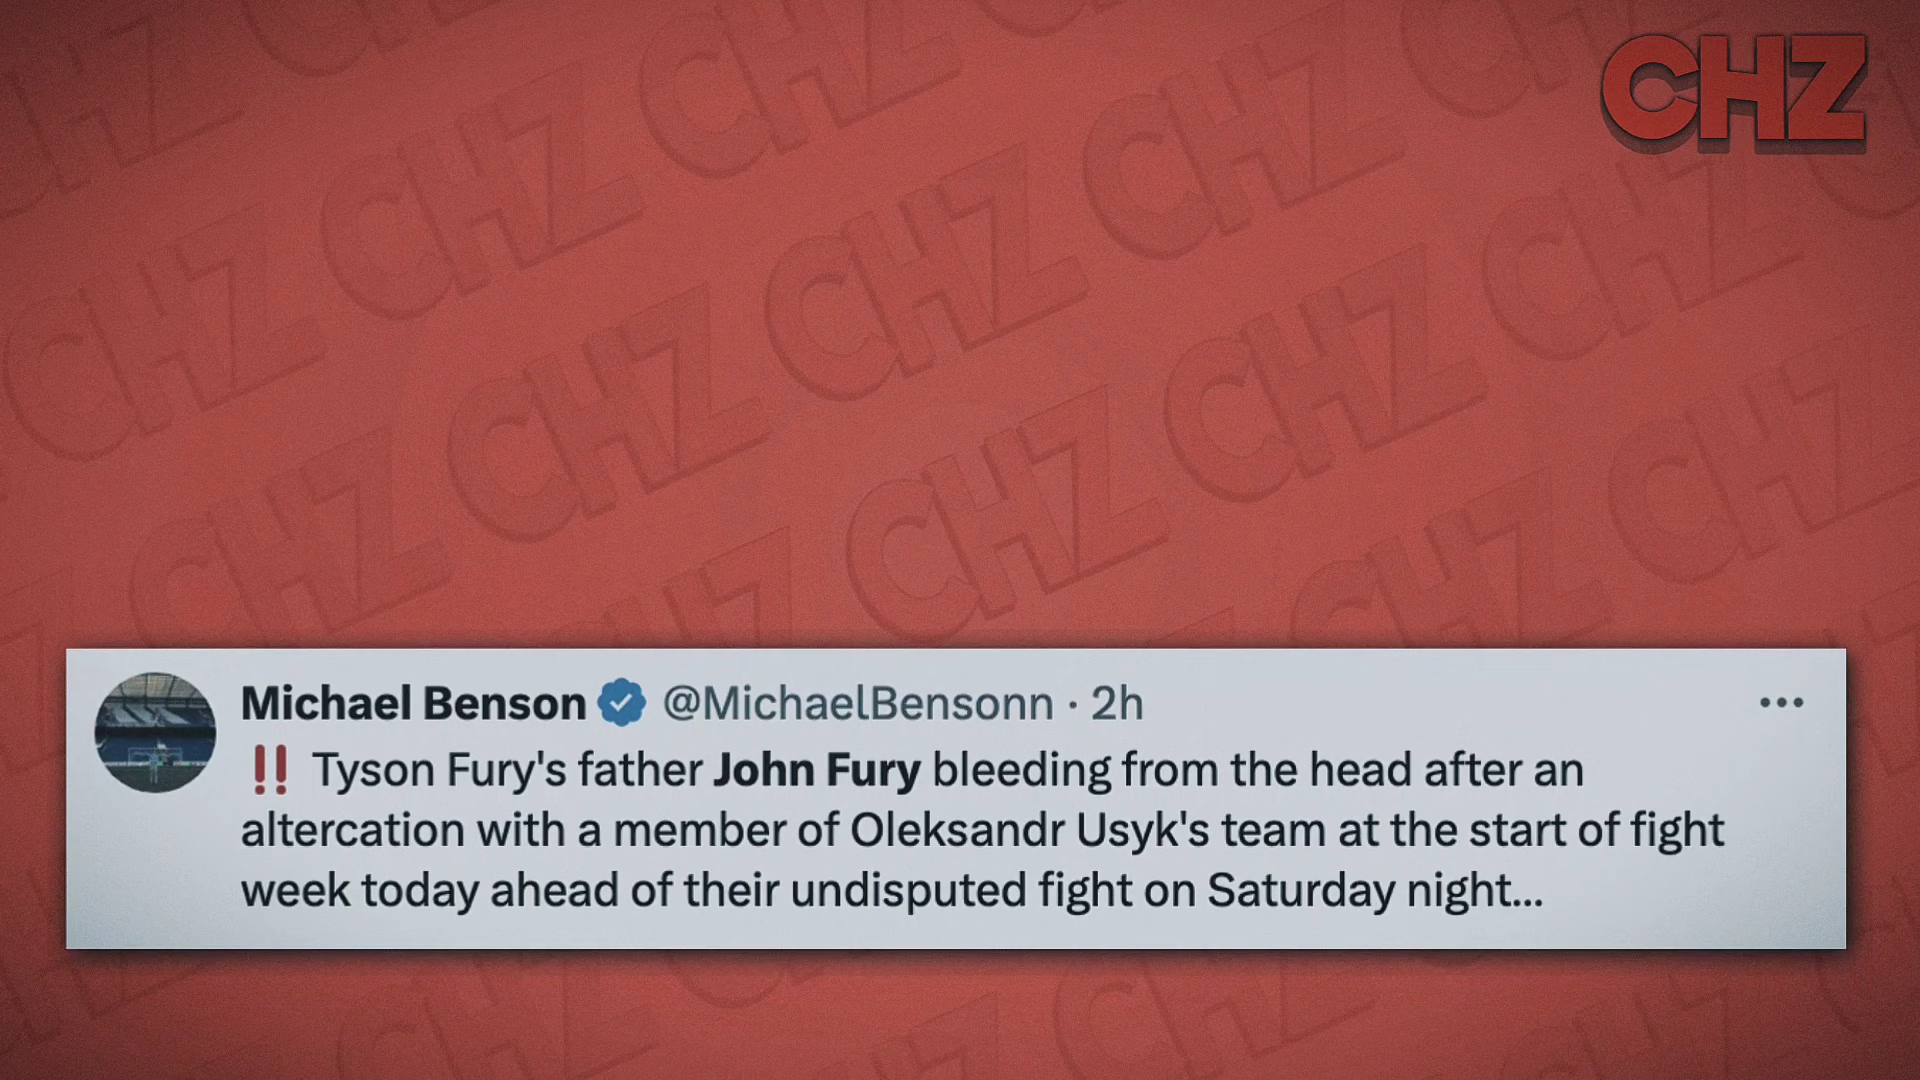 CHZ
Michael Benson @MichaelBensonn · 2h
‼ Tyson Fury's father John Fury bleeding from the head after an
altercation with a member of Oleksandr Usyk's team at the start of fight
week today ahead of their undisputed fight on Saturday night...